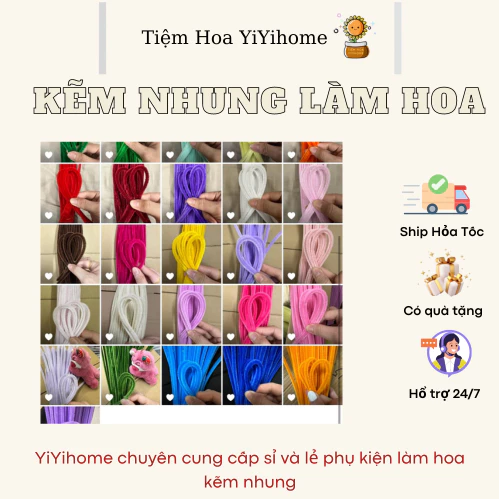 Tiệm Hoa YiYihome
KẼM NHUNG LÀM HOA
Ship Hỏa Tốc
Có quà tặng
Hổ trợ 24/7
YiYihome chuyên cung cấp sỉ và lẻ phụ kiện làm hoa
kẽm nhung